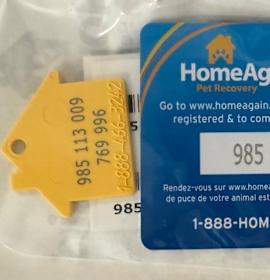 985 113 009
769 996
1-888-466-3242
985
HomeAg
Pet Recovery
Go to www.homeagain.
registered & to com
985
Rendez-vous sur www.homea
de puce de votre animal est
1-888-HOM